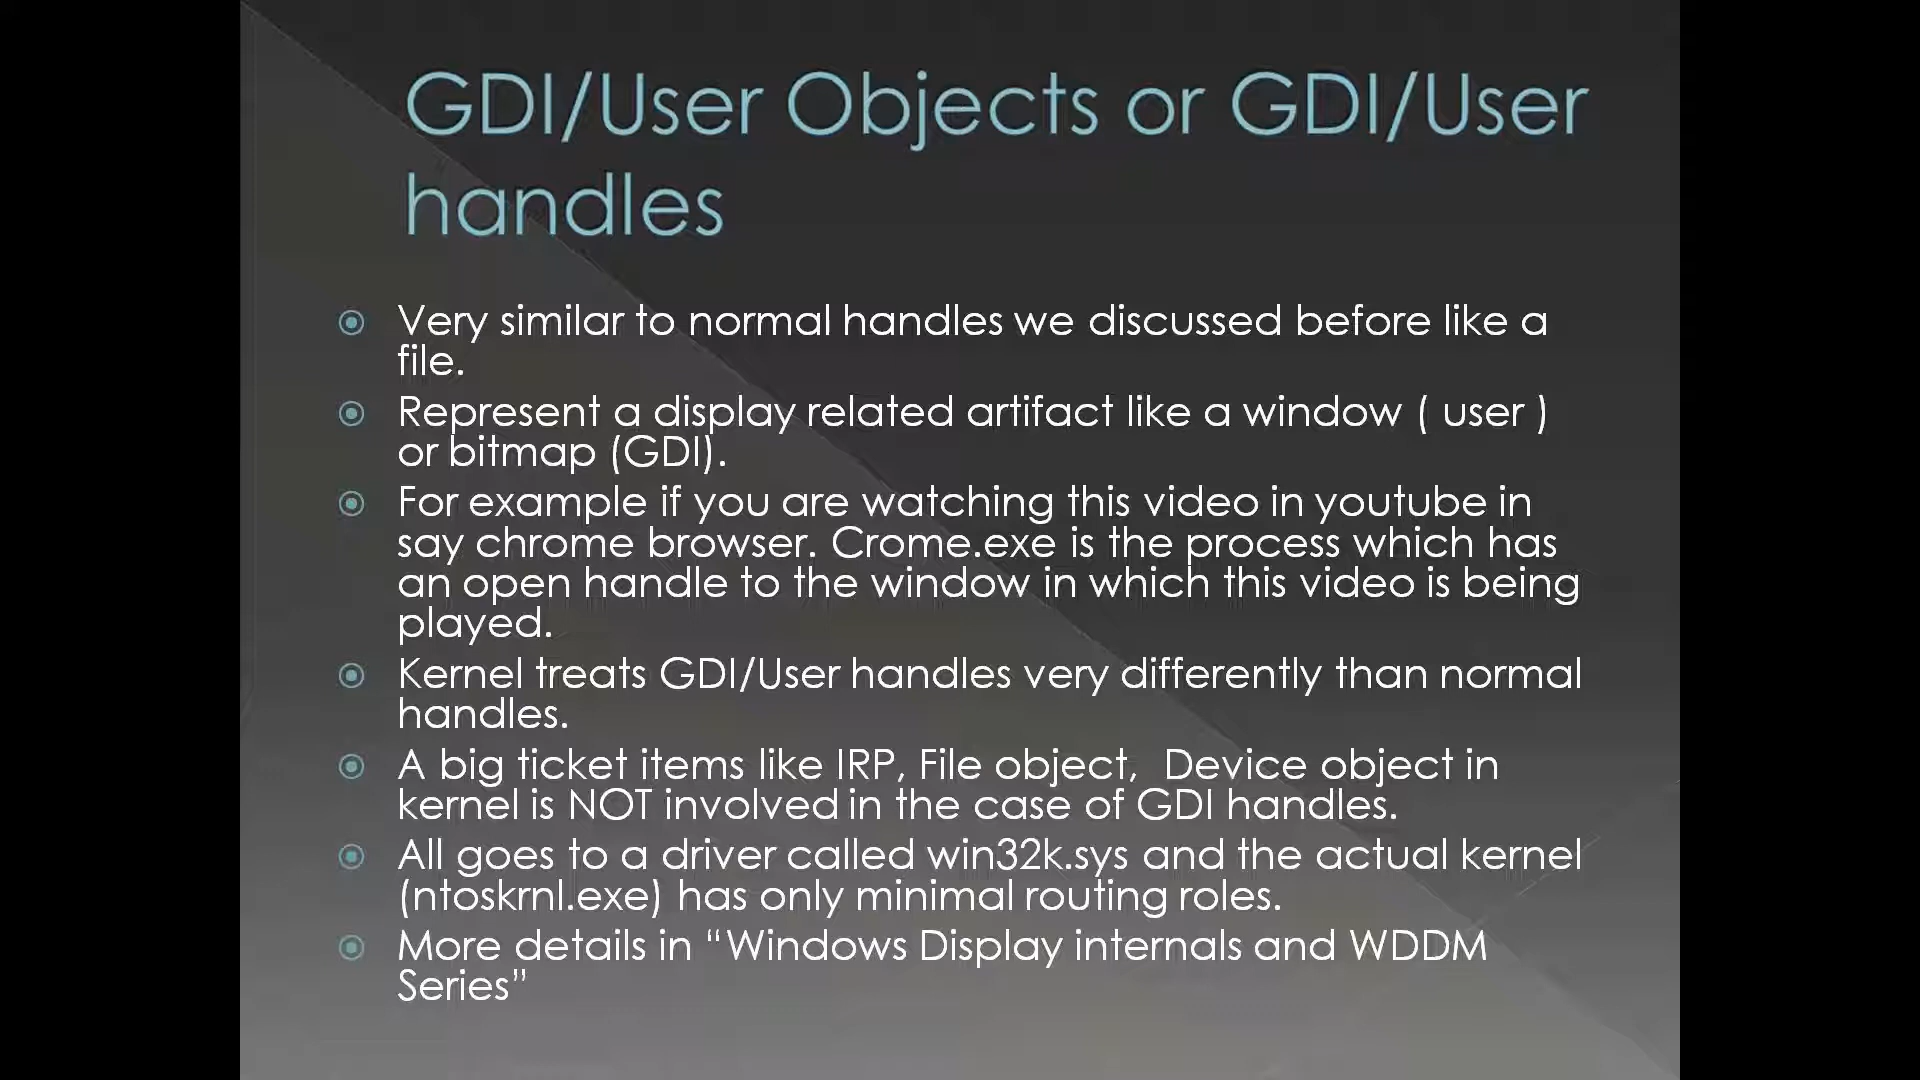 GDI/User Objects or GDI/User
handles
Very similar to normal handles we discussed before like a
file.
Represent a display related artifact like a window ( user )
or bitmap (GDI).
For example if you are watching this video in youtube in
say chrome browser. Crome.exe is the process which has
an open handle to the window in which this video is being
played.
Kernel treats GDI/User handles very differently than normal
handles.
A big ticket items like IRP, File object,  Device object in
kernel is NOT involved in the case of GDI handles.
All goes to a driver called win32k.sys and the actual kernel
(ntoskrnl.exe) has only minimal routing roles.
More details in “Windows Display internals and WDDM
Series”